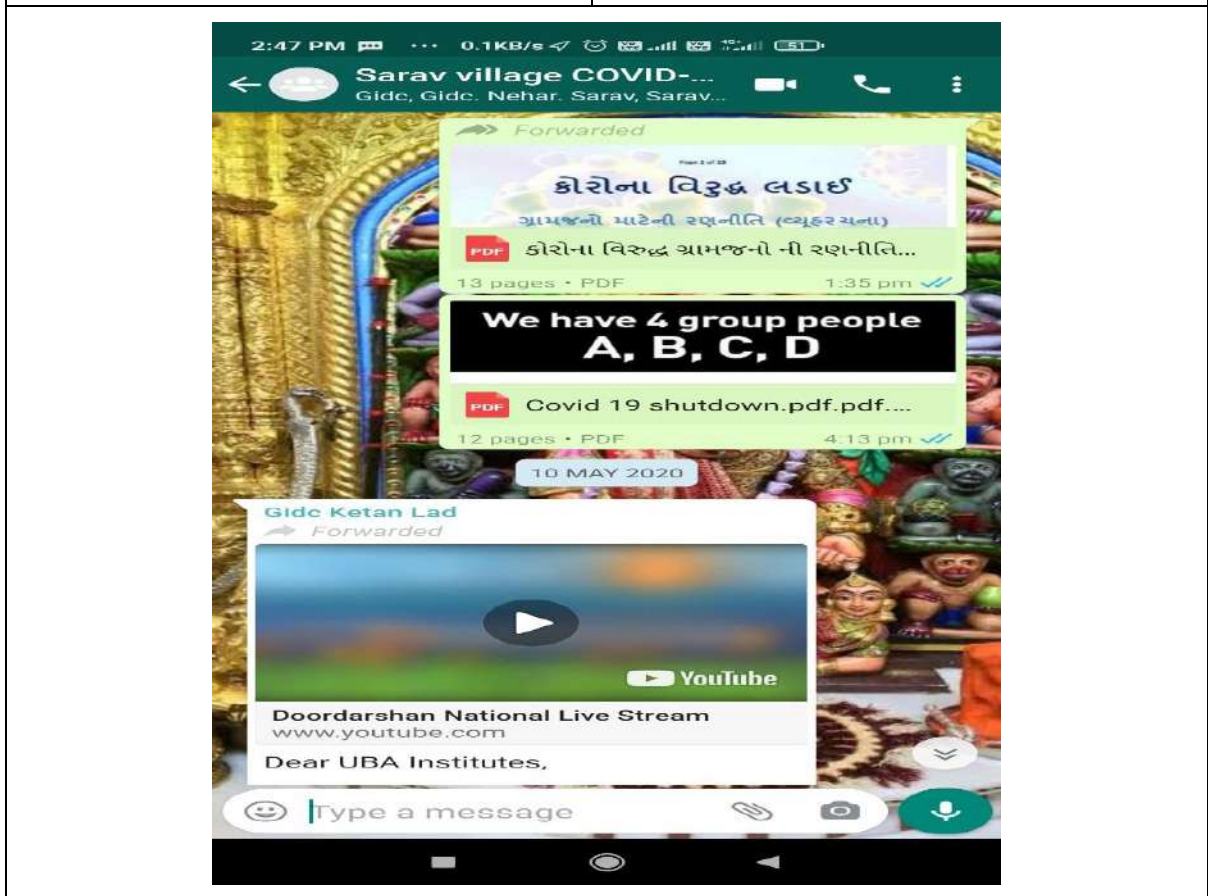 2:47 PM ... 0.1KB/s 51
Sarav village COVID-...
Gidc, Gidc. Nehar. Sarav, Sarav...
Forwarded
કોરોના વિરુદ્ધ લડાઈ
ગ્રામજનો માટેની રણનીતિ (વ્યૂહરચના)
PDF કોરોના વિરુદ્ધ ગ્રામજનો ની રણનીતિ...
13 pages • PDF 1:35 pm
We have 4 group people
A, B, C, D
PDF Covid 19 shutdown.pdf.pdf....
12 pages • PDF 4:13 pm
10 MAY 2020
Gidc Ketan Lad
Forwarded
YouTube
Doordarshan National Live Stream
www.youtube.com
Dear UBA Institutes,
Type a message